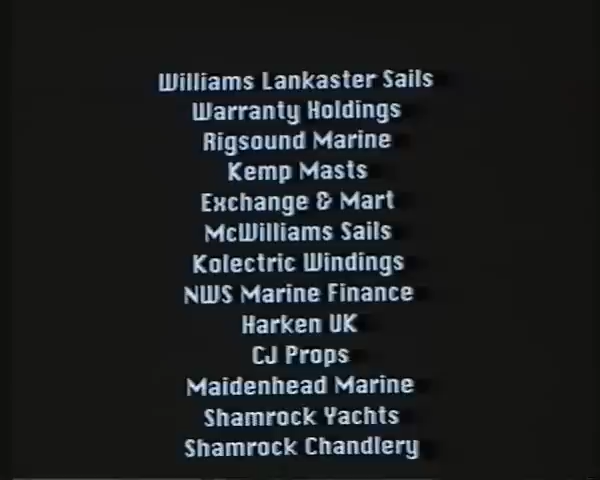 Williams Lankaster Sails
Warranty Holdings
Rigsound Marine
Kemp Masts
Exchange & Mart
McWilliams Sails
Kolectric Windings
NWS Marine Finance
Harken UK
CJ Props
Maidenhead Marine
Shamrock Yachts
Shamrock Chandlery